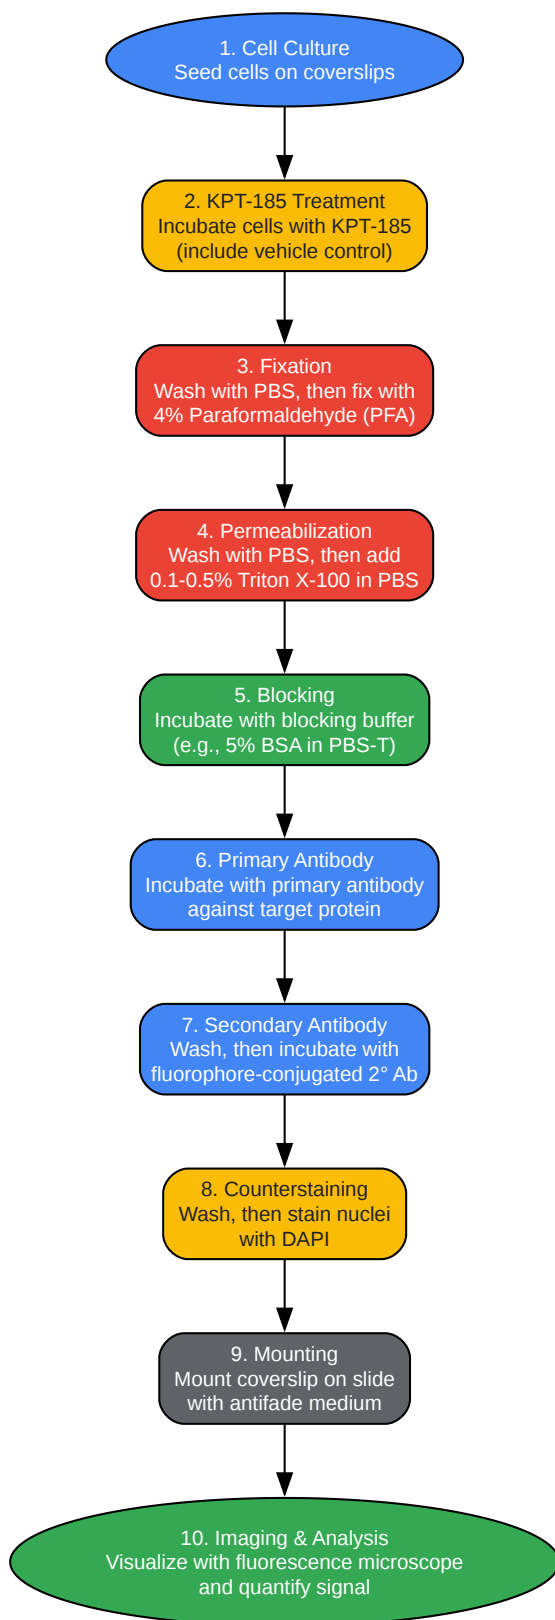 1. Cell Culture
Seed cells on coverslips
2. KPT-185 Treatment
Incubate cells with KPT-185
(include vehicle control)
3. Fixation
Wash with PBS, then fix with
4% Paraformaldehyde (PFA)
4. Permeabilization
Wash with PBS, then add
0.1-0.5% Triton X-100 in PBS
5. Blocking
Incubate with blocking buffer
(e.g., 5% BSA in PBS-T)
6. Primary Antibody
Incubate with primary antibody
against target protein
7. Secondary Antibody
Wash, then incubate with
fluorophore-conjugated 2° Ab
8. Counterstaining
Wash, then stain nuclei
with DAPI
9. Mounting
Mount coverslip on slide
with antifade medium
10. Imaging & Analysis
Visualize with fluorescence microscope
and quantify signal